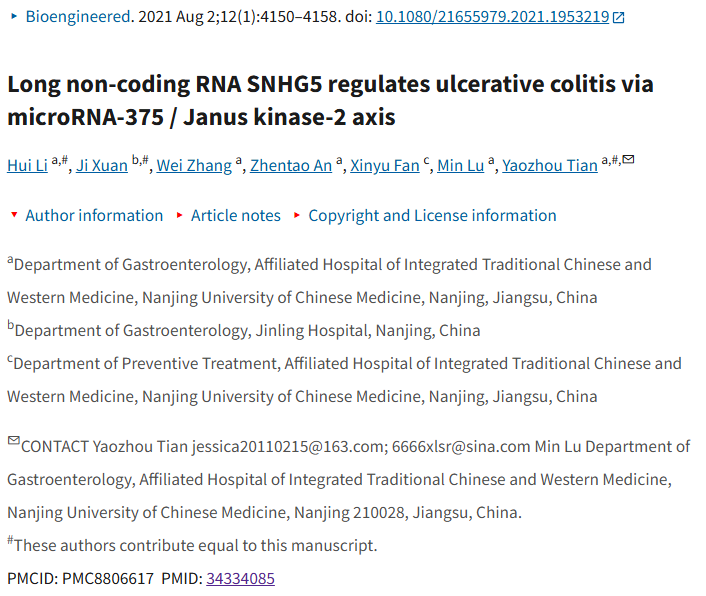 ▸ Bioengineered. 2021 Aug 2;12(1):4150–4158. doi: 10.1080/21655979.2021.1953219
Long non-coding RNA SNHG5 regulates ulcerative colitis via
microRNA-375 / Janus kinase-2 axis
Hui Li a,#, Ji Xuan b,#, Wei Zhang a, Zhentao An a, Xinyu Fan c, Min Lu a, Yaozhou Tian a,#,✉
▾ Author information ▸ Article notes ▸ Copyright and License information
aDepartment of Gastroenterology, Affiliated Hospital of Integrated Traditional Chinese and
Western Medicine, Nanjing University of Chinese Medicine, Nanjing, Jiangsu, China
bDepartment of Gastroenterology, Jinling Hospital, Nanjing, China
cDepartment of Preventive Treatment, Affiliated Hospital of Integrated Traditional Chinese and
Western Medicine, Nanjing University of Chinese Medicine, Nanjing, Jiangsu, China
✉CONTACT Yaozhou Tian jessica20110215@163.com; 6666xlsr@sina.com Min Lu Department of
Gastroenterology, Affiliated Hospital of Integrated Traditional Chinese and Western Medicine,
Nanjing University of Chinese Medicine, Nanjing 210028, Jiangsu, China.
#These authors contribute equal to this manuscript.
PMCID: PMC8806617 PMID: 34334085